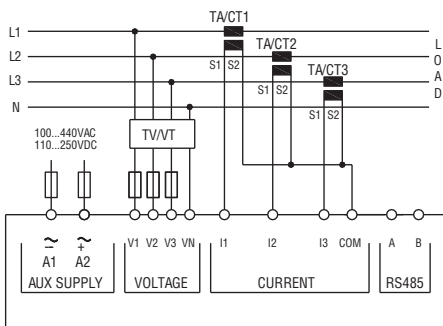 TA/CT1
L1
L
L2
TA/CT2
O
S1 S2
L3
TA/CT3
A
S1 S2
N
D
S1 S2
100...440VAC
110...250VDC
TV/VT
V1 V2 V3 VN I1 I2 I3 COM A B
~ ~
− +
A1 A2
AUX SUPPLY VOLTAGE CURRENT RS485